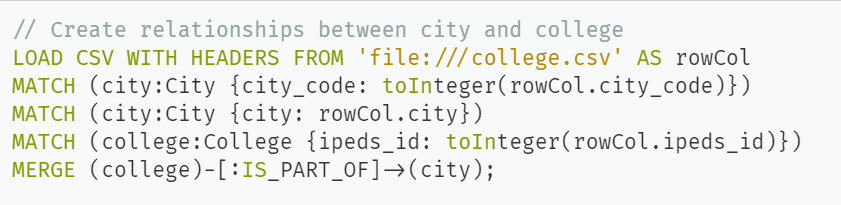 // Create relationships between city and college
LOAD CSV WITH HEADERS FROM 'file:///college.csv' AS rowCol
MATCH (city:City {city_code: toInteger(rowCol.city_code)})
MATCH (city:City {city: rowCol.city})
MATCH (college:College {ipeds_id: toInteger(rowCol.ipeds_id)})
MERGE (college)-[:IS_PART_OF]->(city);